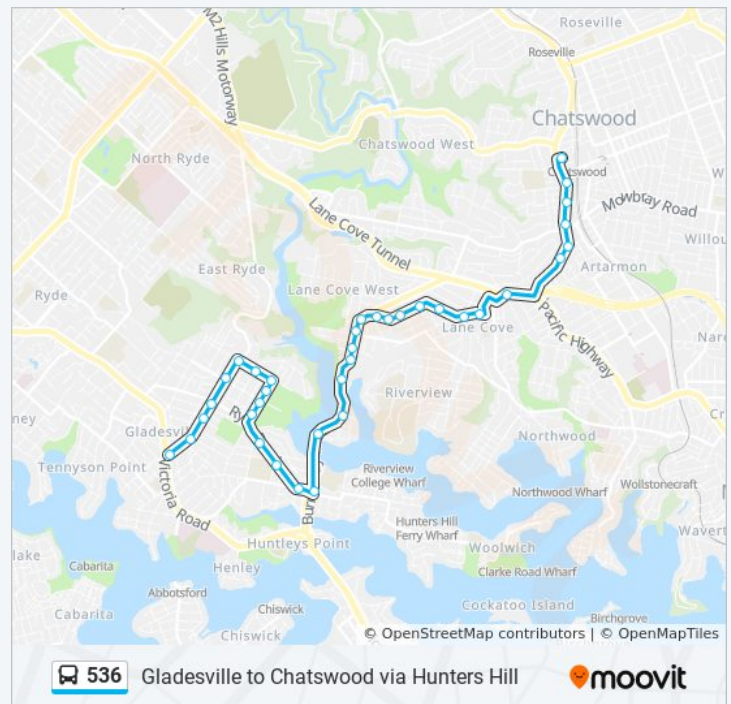 Roseville
Roseville
M2 Hills Motorway
Chatswood
Chatswood West
North Ryde
Mowbray Road
Lane Cove Tunnel
East Ryde
Artarmon
Lane Cove West
Ryde
Lane Cove
Pacific Highway
Riverview
Gladesville
Northwood
Tennyson Point
Victoria Road
Riverview
College Wharf
Wollstonecraft
Northwood Wharf
Hunters Hill
Ferry Wharf
Huntleys Point
Woolwich
Cabarita
Henley
Clarke Road Wharf
Abbotsford
Cockatoo Island
Cabarita
Chiswick
Birchgrove
Chiswick
© OpenStreetMap contributors | © OpenMapTiles
536 Gladesville to Chatswood via Hunters Hill
moovit